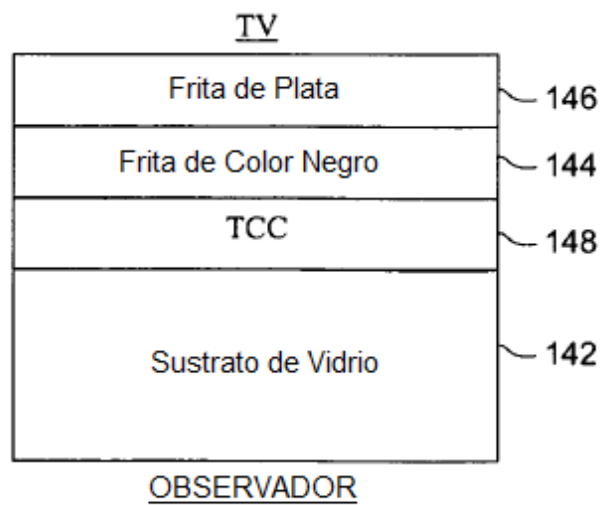 TV
Frita de Plata
146
Frita de Color Negro
144
TCC
148
Sustrato de Vidrio
142
OBSERVADOR